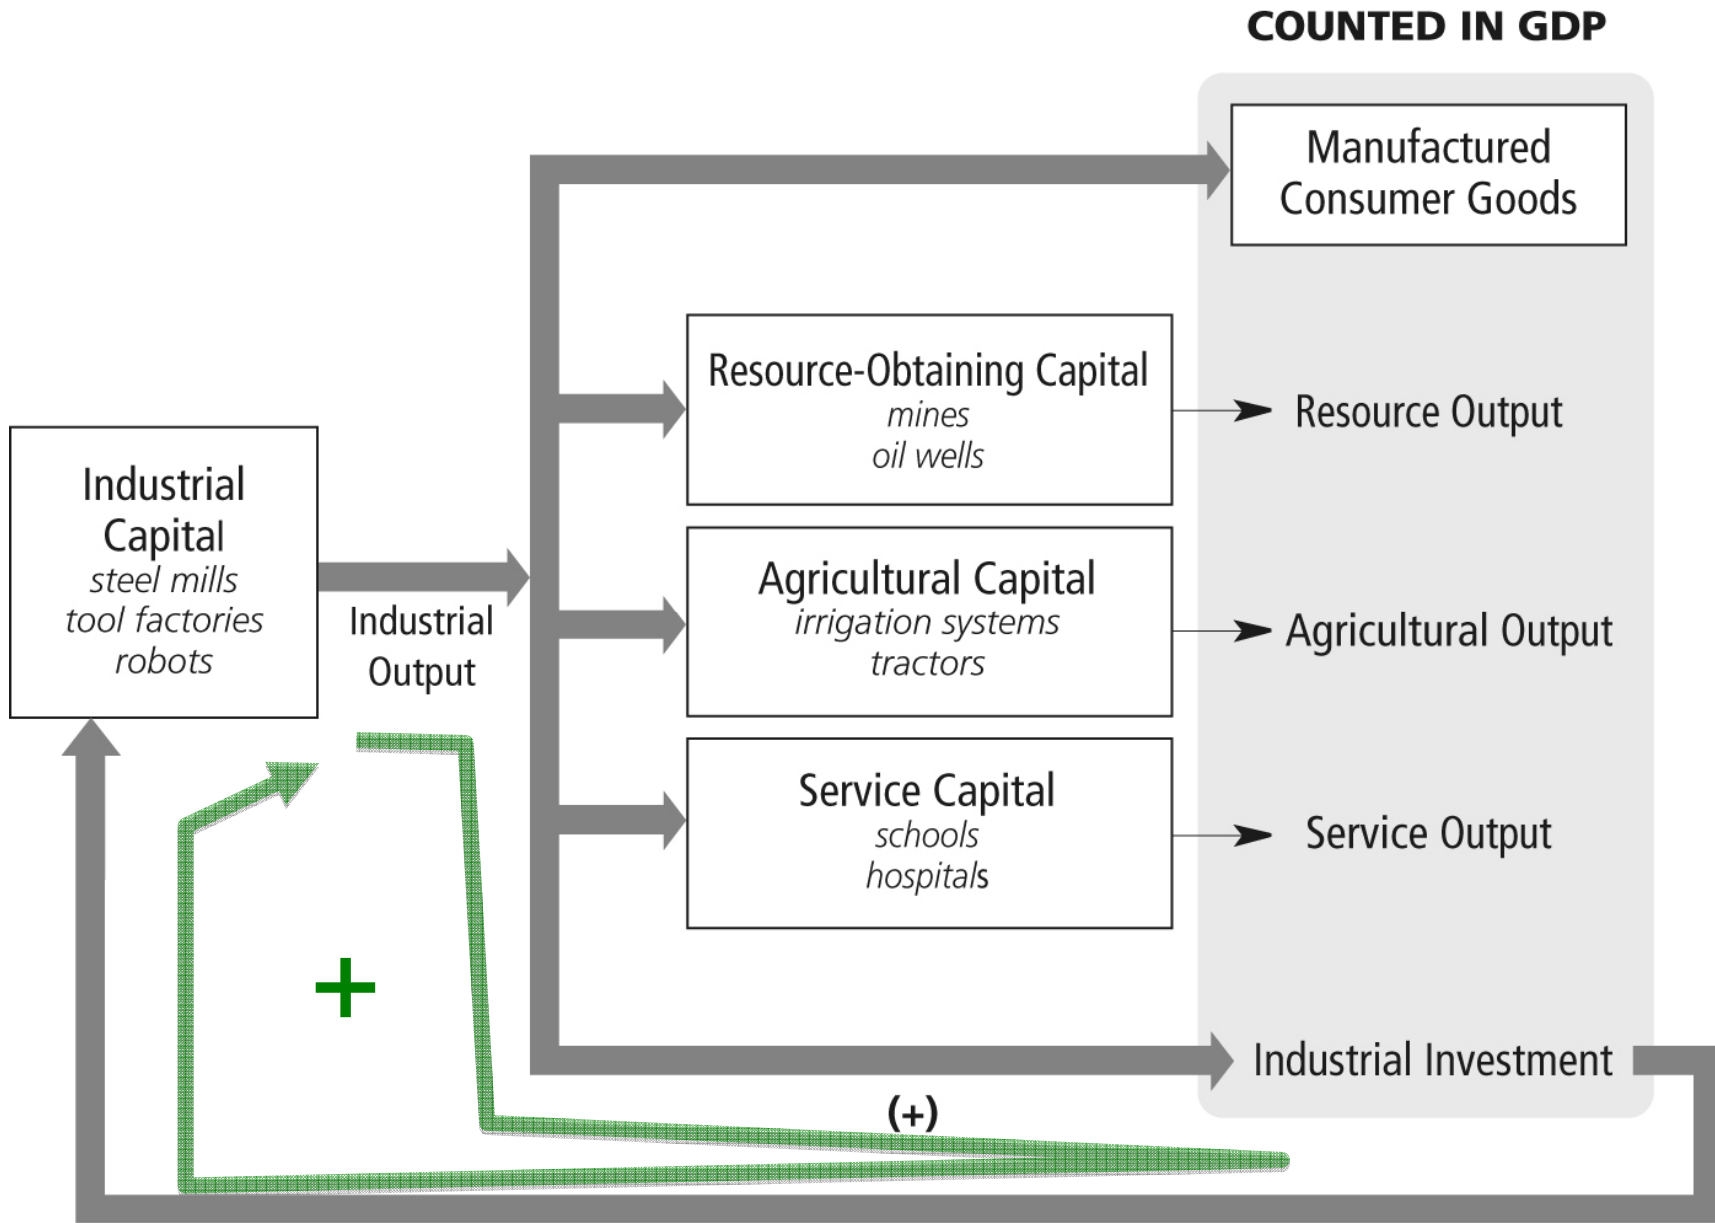 COUNTED IN GDP
Manufactured
Consumer Goods
Resource-Obtaining Capital
mines
oil wells
Resource Output
Industrial
Capital
steel mills
tool factories
robots
Industrial
Output
Agricultural Capital
irrigation systems
tractors
Agricultural Output
Service Capital
schools
hospitals
Service Output
+
Industrial Investment
(+)